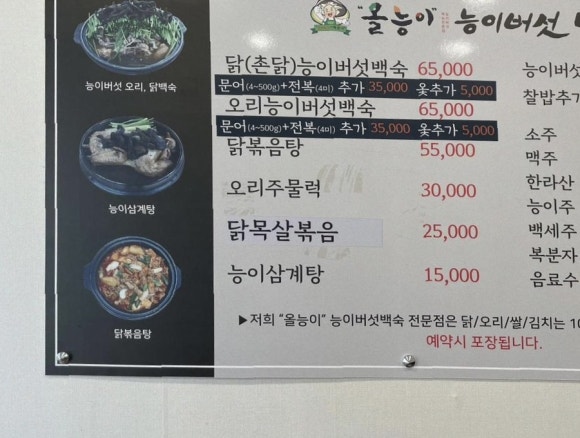 "올능이" 능이버섯
닭(촌닭)능이버섯백숙 65,000
문어(4~500g)+전복(4미) 추가 35,000 옻추가 5,000
오리능이버섯백숙 65,000
문어(4~500g)+전복(4미) 추가 35,000 옻추가 5,000
닭볶음탕 55,000
오리주물럭 30,000
닭목살볶음 25,000
능이삼계탕 15,000
▶저희 "올능이" 능이버섯백숙 전문점은 닭/오리/쌀/김치는 10
예약시 포장됩니다.
능이버섯 오리, 닭백숙
능이삼계탕
닭볶음탕
능이버섯
찰밥추가
소주
맥주
한라산
능이주
백세주
복분자
음료수